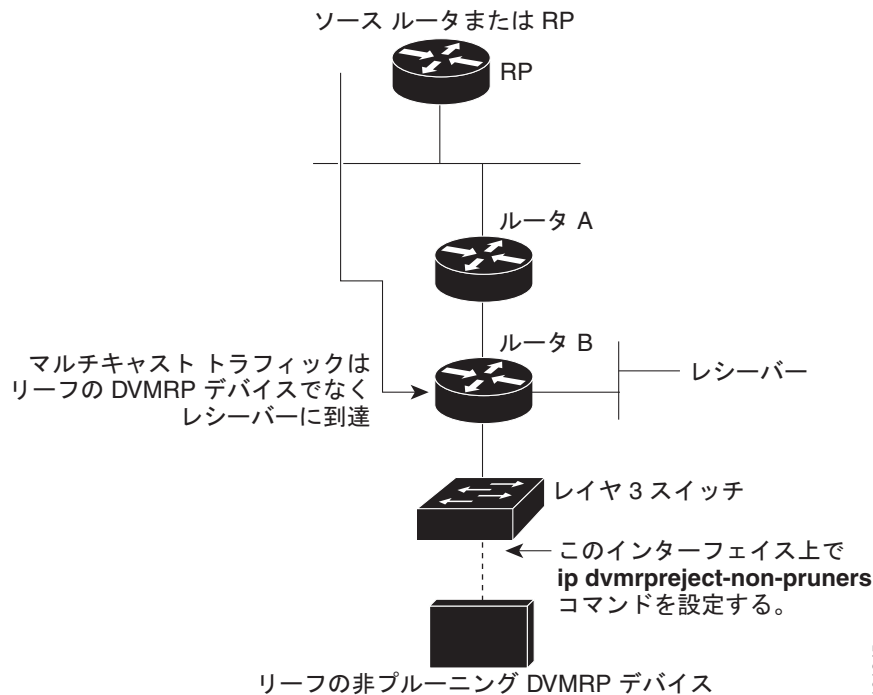 ソース ルータまたは RP
RP
ルータ A
ルータ B
マルチキャスト トラフィックは
リーフの DVMRP デバイスでなく
レシーバーに到達
レシーバー
レイヤ 3 スイッチ
このインターフェイス上で
ip dvmrpreject-non-pruners
コマンドを設定する。
リーフの非プルーニング DVMRP デバイス